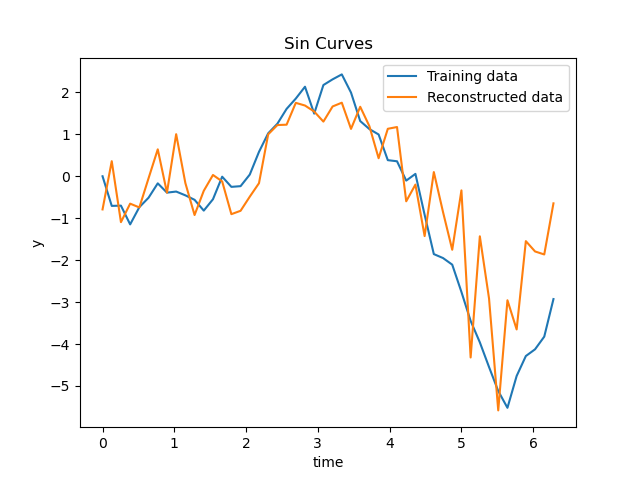 Sin Curves
Training data
Reconstructed data
y
2
1
0
−1
−2
−3
−4
−5
0 1 2 3 4 5 6
time